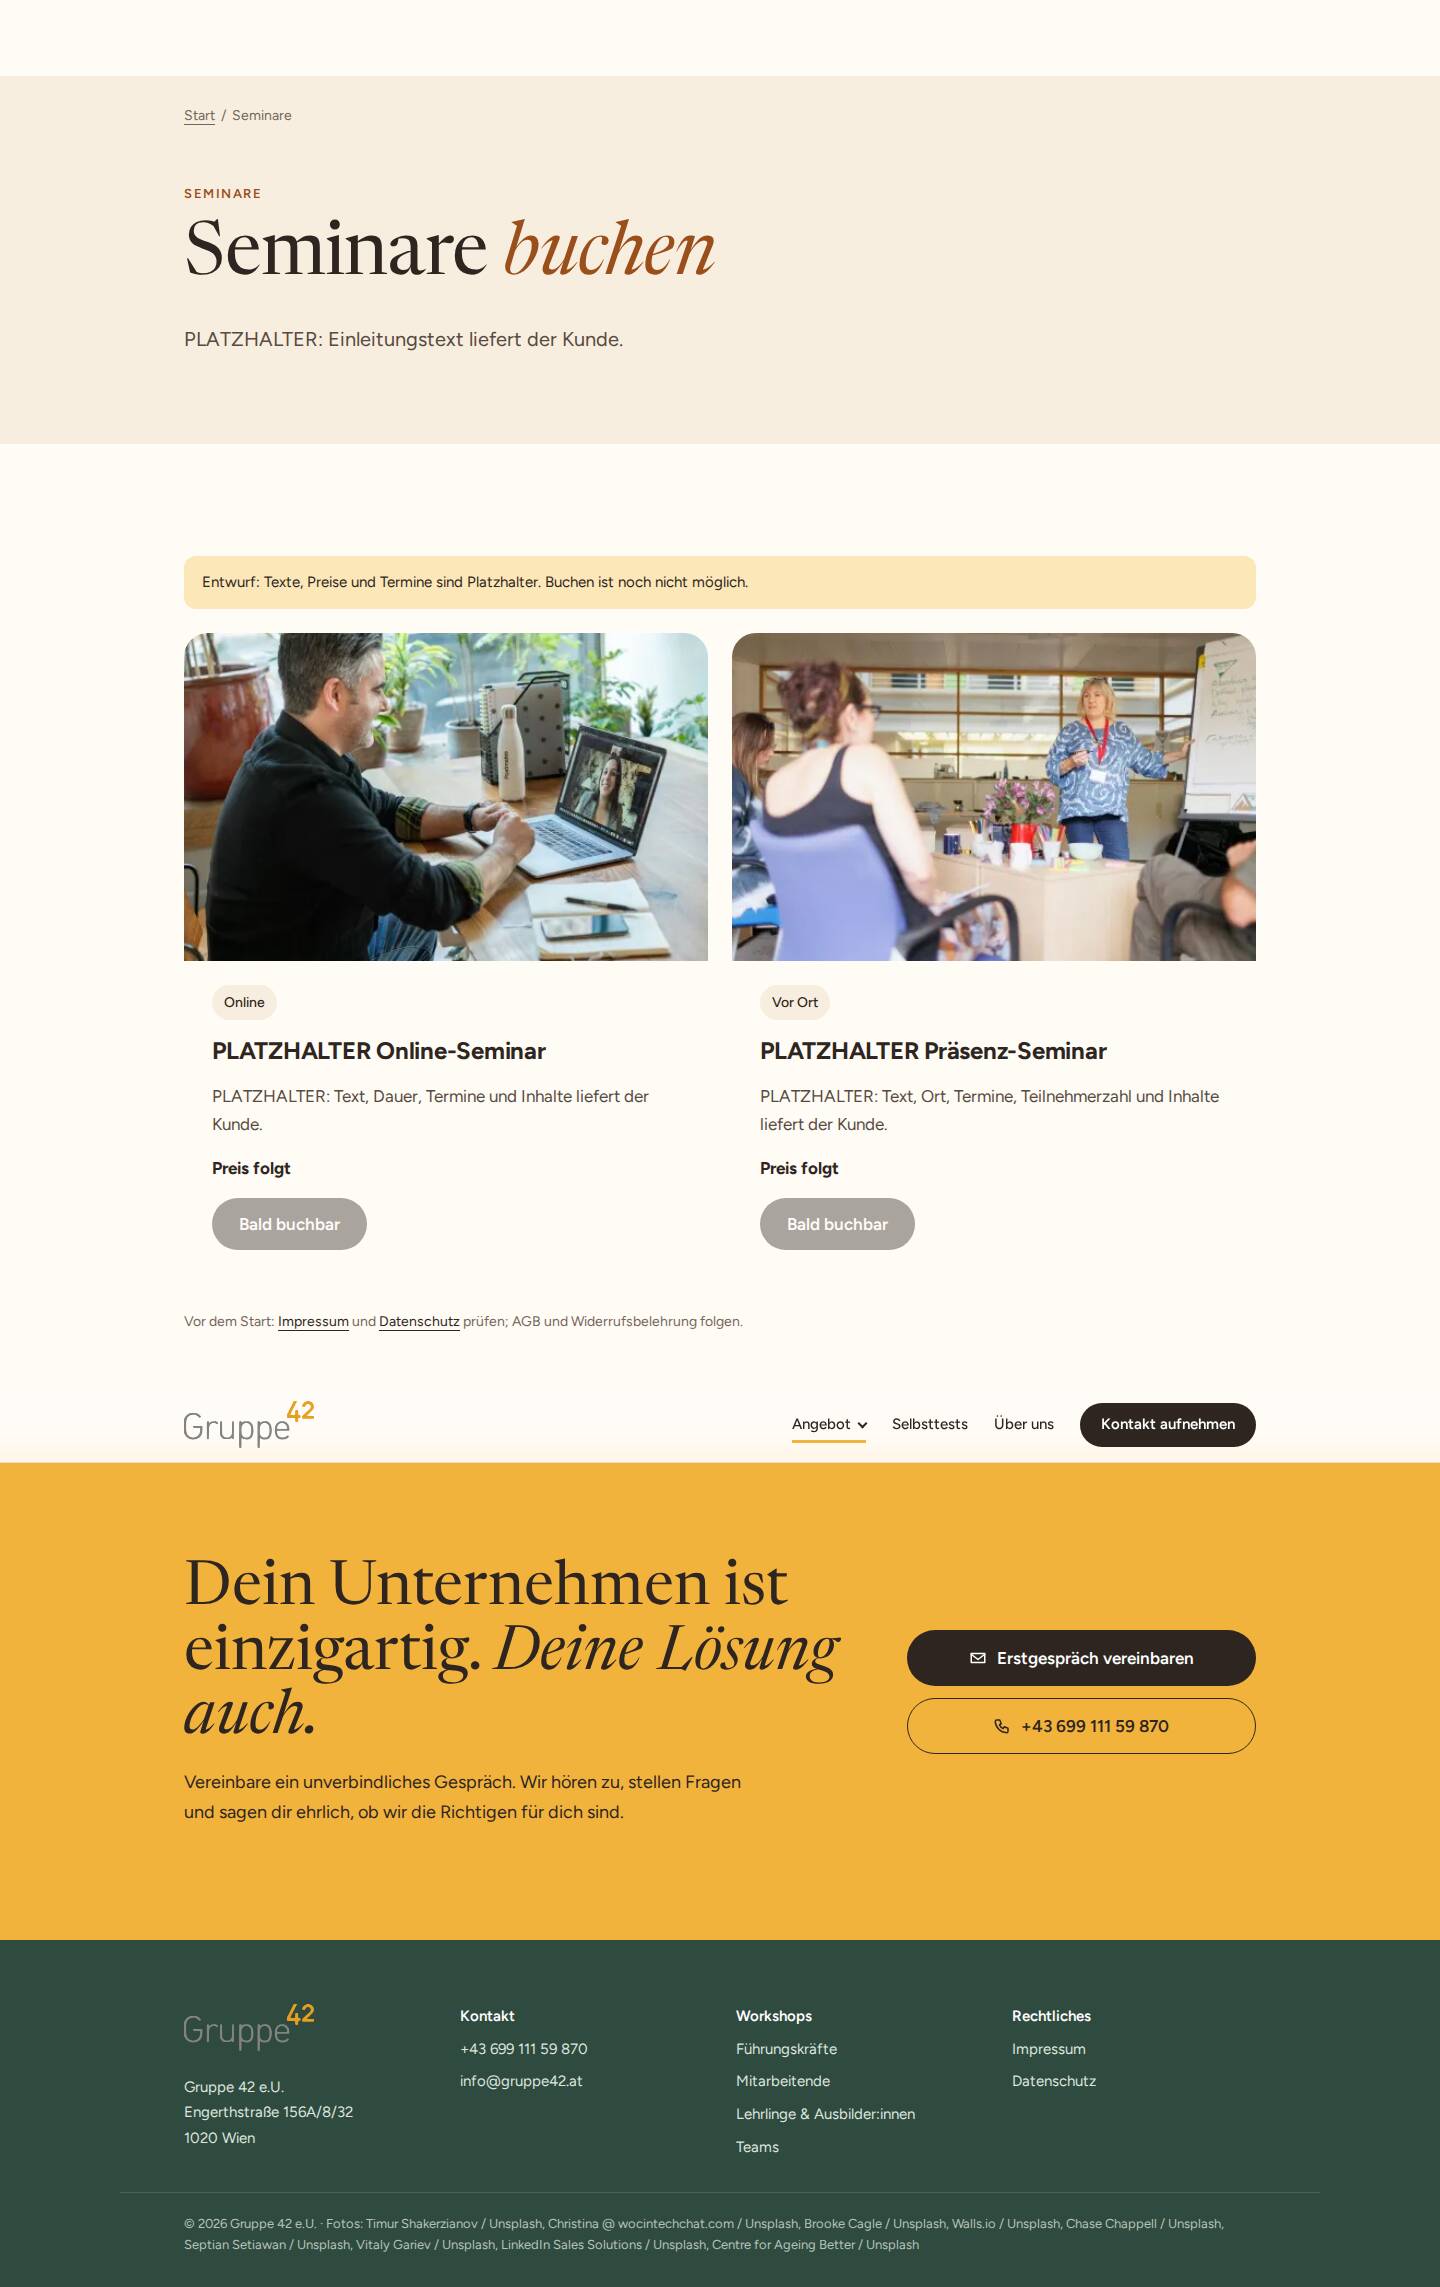 Start / Seminare
SEMINARE
Seminare buchen
PLATZHALTER: Einleitungstext liefert der Kunde.
Entwurf: Texte, Preise und Termine sind Platzhalter. Buchen ist noch nicht möglich.
Online
PLATZHALTER Online-Seminar
PLATZHALTER: Text, Dauer, Termine und Inhalte liefert der
Kunde.
Preis folgt
Bald buchbar
Vor Ort
PLATZHALTER Präsenz-Seminar
PLATZHALTER: Text, Ort, Termine, Teilnehmerzahl und Inhalte
liefert der Kunde.
Preis folgt
Bald buchbar
Vor dem Start: Impressum und Datenschutz prüfen; AGB und Widerrufsbelehrung folgen.
Gruppe42
Angebot
Selbsttests
Über uns
Kontakt aufnehmen
Dein Unternehmen ist
einzigartig. Deine Lösung
auch.
Vereinbare ein unverbindliches Gespräch. Wir hören zu, stellen Fragen
und sagen dir ehrlich, ob wir die Richtigen für dich sind.
Erstgespräch vereinbaren
+43 699 111 59 870
Gruppe42
Gruppe 42 e.U.
Engerthstraße 156A/8/32
1020 Wien
Kontakt
+43 699 111 59 870
info@gruppe42.at
Workshops
Führungskräfte
Mitarbeitende
Lehrlinge & Ausbilder:innen
Teams
Rechtliches
Impressum
Datenschutz
© 2026 Gruppe 42 e.U. · Fotos: Timur Shakerzianov / Unsplash, Christina @ wocintechchat.com / Unsplash, Brooke Cagle / Unsplash, Walls.io / Unsplash, Chase Chappell / Unsplash,
Septian Setiawan / Unsplash, Vitaly Gariev / Unsplash, LinkedIn Sales Solutions / Unsplash, Centre for Ageing Better / Unsplash